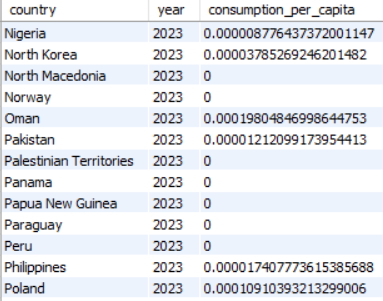 country year consumption_per_capita
Nigeria 2023 0.000008776437372001147
North Korea 2023 0.00003785269246201482
North Macedonia 2023 0
Norway 2023 0
Oman 2023 0.00019804846998644753
Pakistan 2023 0.00001212099173954413
Palestinian Territories 2023 0
Panama 2023 0
Papua New Guinea 2023 0
Paraguay 2023 0
Peru 2023 0
Philippines 2023 0.000017407773615385688
Poland 2023 0.00010910393213299006